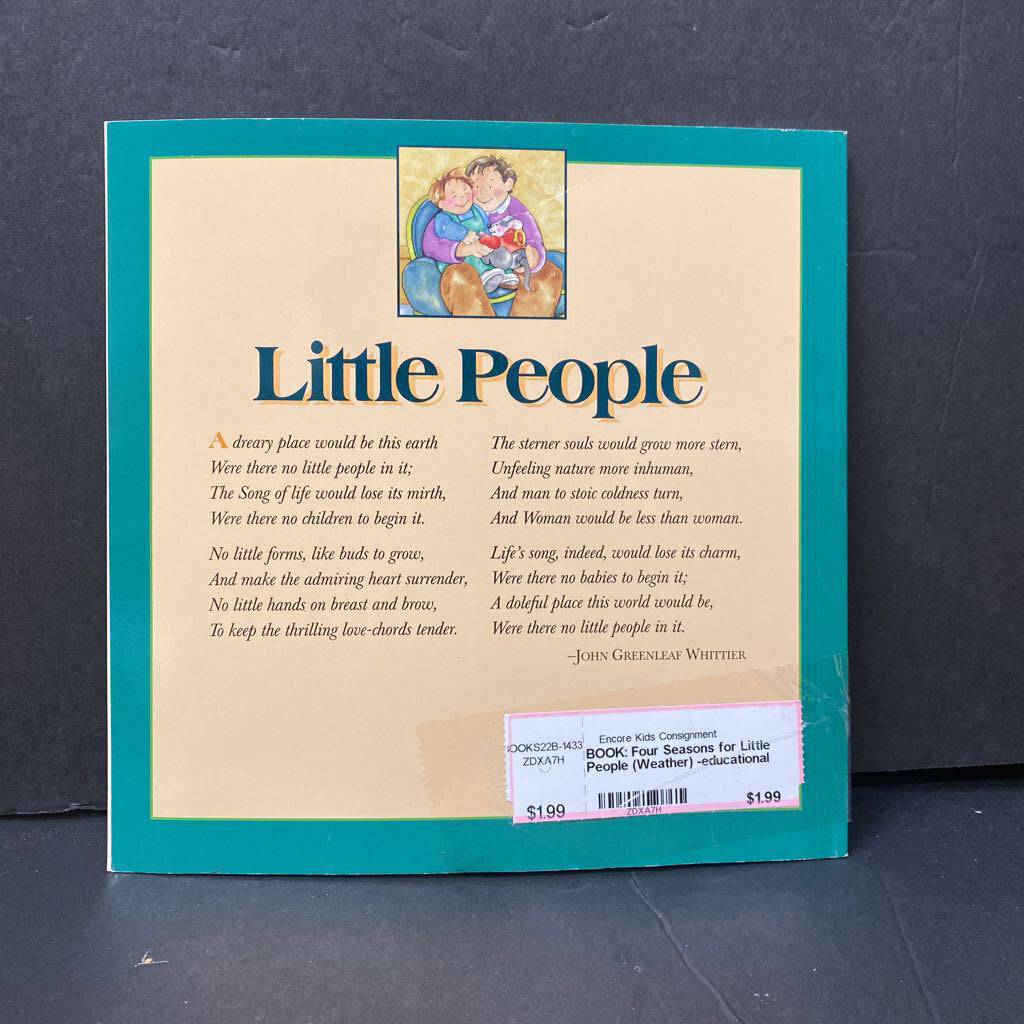 Little People
A dreary place would be this earth
Were there no little people in it;
The Song of life would lose its mirth,
Were there no children to begin it.
No little forms, like buds to grow,
And make the admiring heart surrender,
No little hands on breast and brow,
To keep the thrilling love-chords tender.
The sterner souls would grow more stern,
Unfeeling nature more inhuman,
And man to stoic coldness turn,
And Woman would be less than woman.
Life's song, indeed, would lose its charm,
Were there no babies to begin it;
A doleful place this world would be,
Were there no little people in it.
–John Greenleaf Whittier
OOKS22B-1433
ZDXA7H
$1.99
Encore Kids Consignment
BOOK: Four Seasons for Little
People (Weather) -educational
$1.99
ZDXA7H